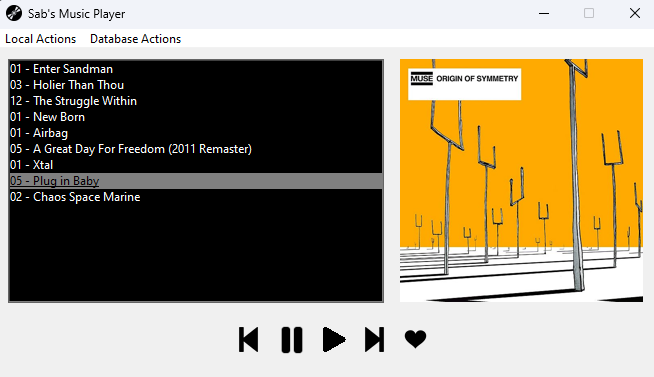 Sab's Music Player
Local Actions Database Actions
01 - Enter Sandman
03 - Holier Than Thou
12 - The Struggle Within
01 - New Born
01 - Airbag
05 - A Great Day For Freedom (2011 Remaster)
01 - Xtal
05 - Plug in Baby
02 - Chaos Space Marine
MUSE ORIGIN OF SYMMETRY